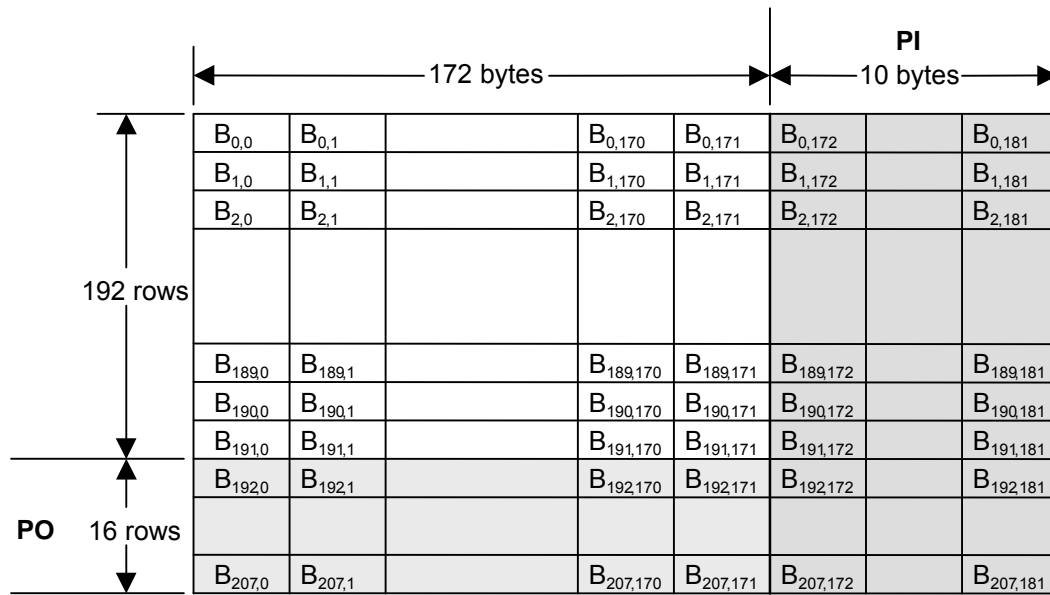 PI
172 bytes 10 bytes
B0,0 B0,1 B0,170 B0,171 B0,172 B0,181
B1,0 B1,1 B1,170 B1,171 B1,172 B1,181
B2,0 B2,1 B2,170 B2,171 B2,172 B2,181
192 rows
B189,0 B189,1 B189,170 B189,171 B189,172 B189,181
B190,0 B190,1 B190,170 B190,171 B190,172 B190,181
B191,0 B191,1 B191,170 B191,171 B191,172 B191,181
B192,0 B192,1 B192,170 B192,171 B192,172 B192,181
PO 16 rows
B207,0 B207,1 B207,170 B207,171 B207,172 B207,181